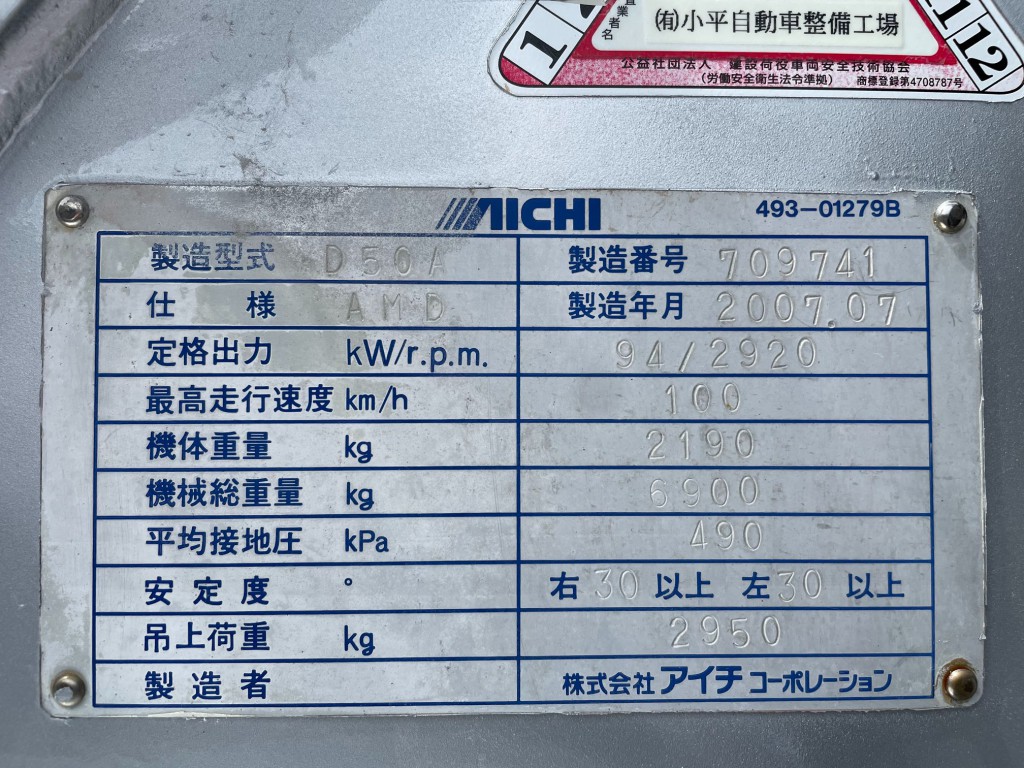 1
業者名
(有)小平自動車整備工場
11 12
公益社団法人 建設荷役車両安全技術協会
(労働安全衛生法令準拠) 商標登録第4708787号
AICHI 493-01279B
製造型式 D50A 製造番号 709741
仕様 AMD 製造年月 2007.07
定格出力 kW/r.p.m. 94/2920
最高走行速度 km/h 100
機体重量 kg 2190
機械総重量 kg 6900
平均接地圧 kPa 490
安定度 ° 右30以上 左30以上
吊上荷重 kg 2950
製造者 株式会社アイチコーポレーション